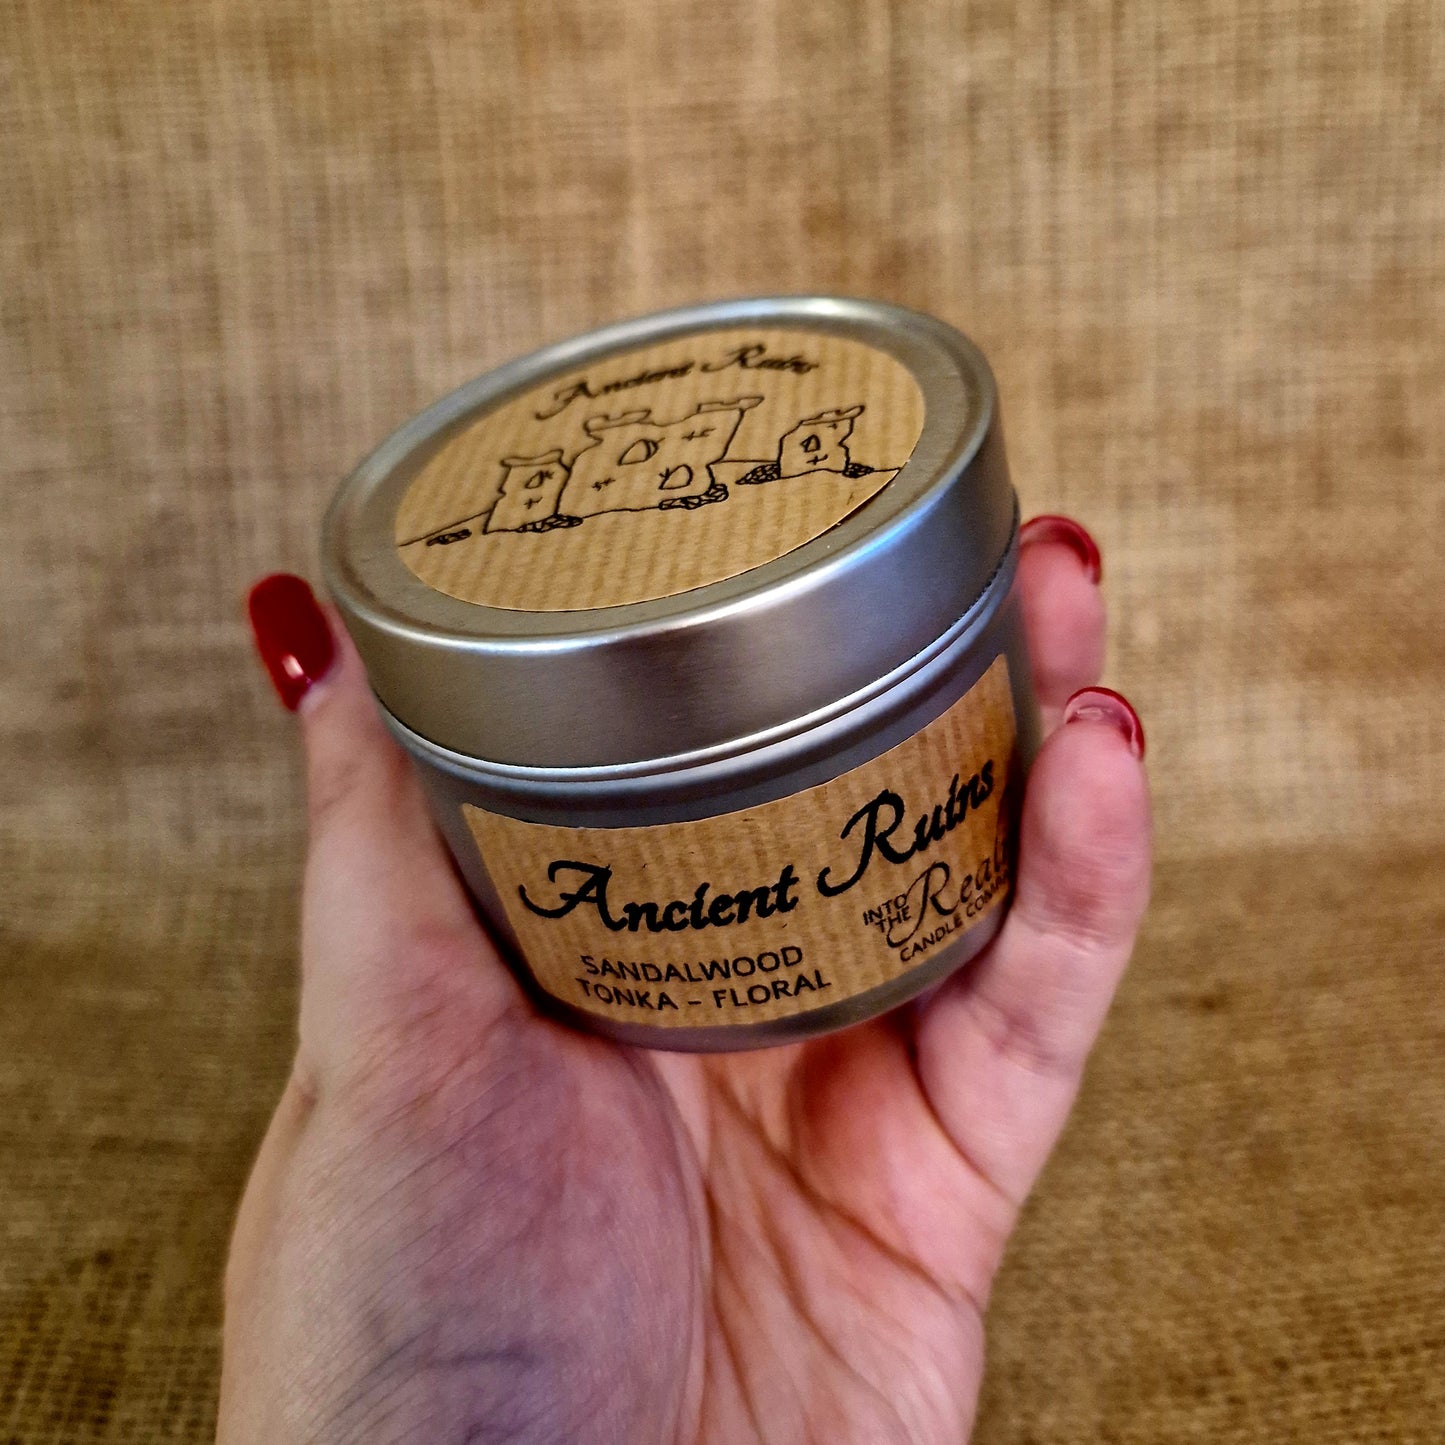 Ancient Ruins
Ancient Ruins
SANDALWOOD
TONKA - FLORAL
INTO
THE
CANDLE